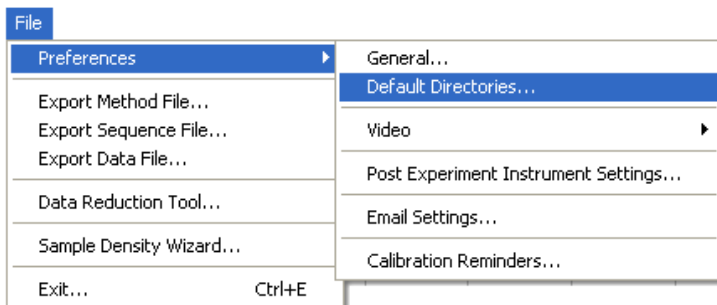 File
Preferences
General...
Default Directories...
Export Method File...
Export Sequence File...
Video
Export Data File...
Post Experiment Instrument Settings...
Data Reduction Tool...
Email Settings...
Sample Density Wizard...
Calibration Reminders...
Exit... Ctrl+E